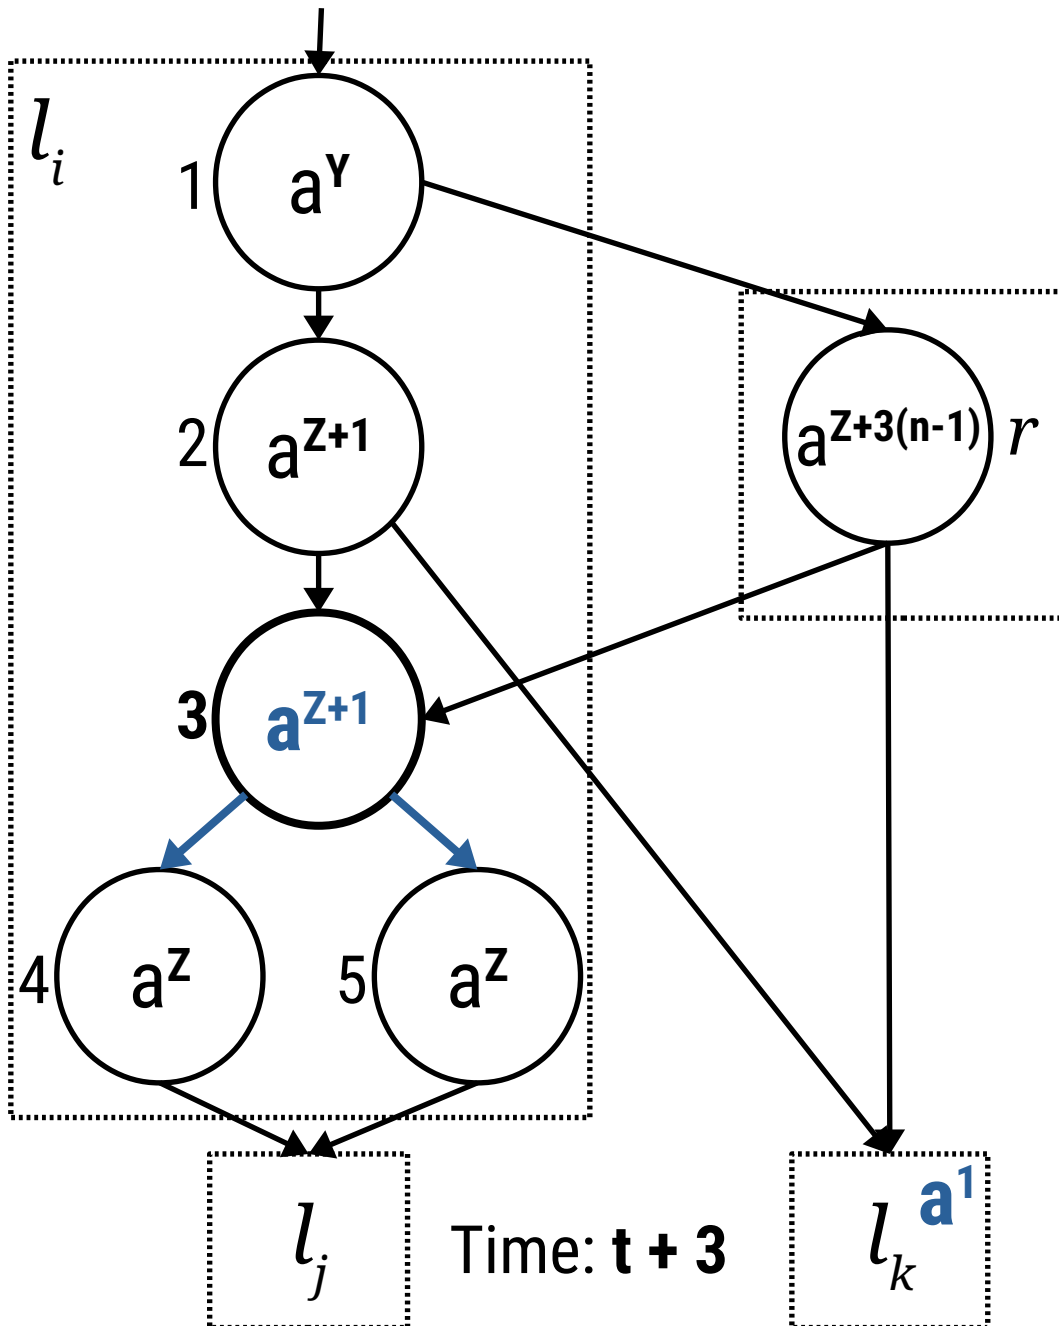 l_i
1
a^Y
2
a^{Z+1}
a^{Z+3(n-1)}
r
3
a^{Z+1}
4
a^Z
5
a^Z
l_j
Time: t + 3
l_k
a^1